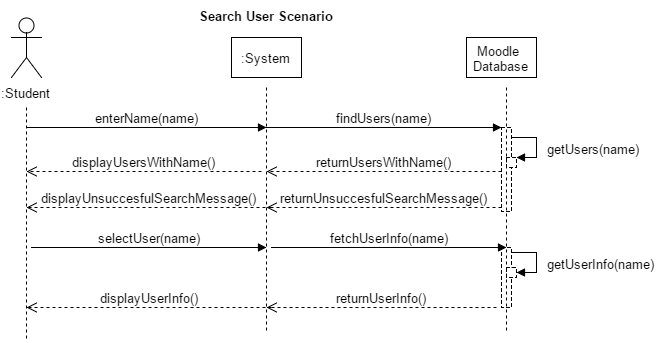 Search User Scenario
:Student
:System
Moodle
Database
enterName(name)
findUsers(name)
getUsers(name)
displayUsersWithName()
returnUsersWithName()
displayUnsuccesfulSearchMessage()
returnUnsuccesfulSearchMessage()
selectUser(name)
fetchUserInfo(name)
getUserInfo(name)
displayUserInfo()
returnUserInfo()